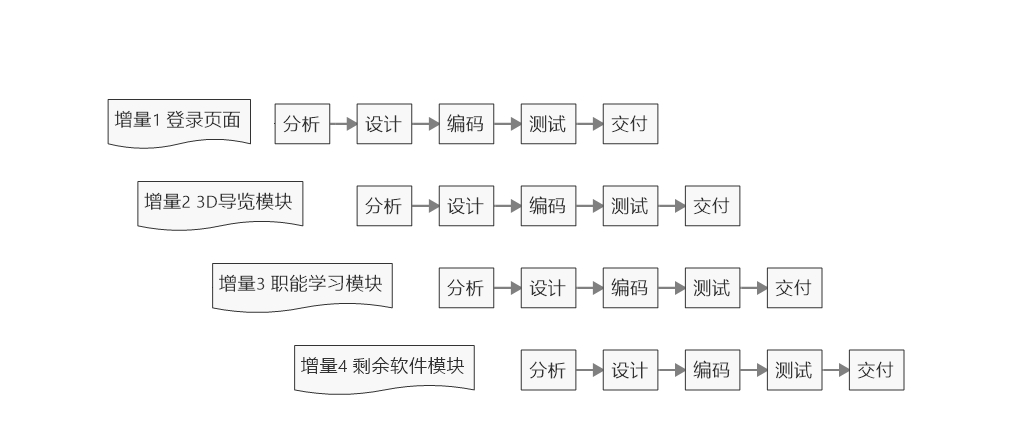 增量1 登录页面
分析
设计
编码
测试
交付
增量2 3D导览模块
分析
设计
编码
测试
交付
增量3 职能学习模块
分析
设计
编码
测试
交付
增量4 剩余软件模块
分析
设计
编码
测试
交付